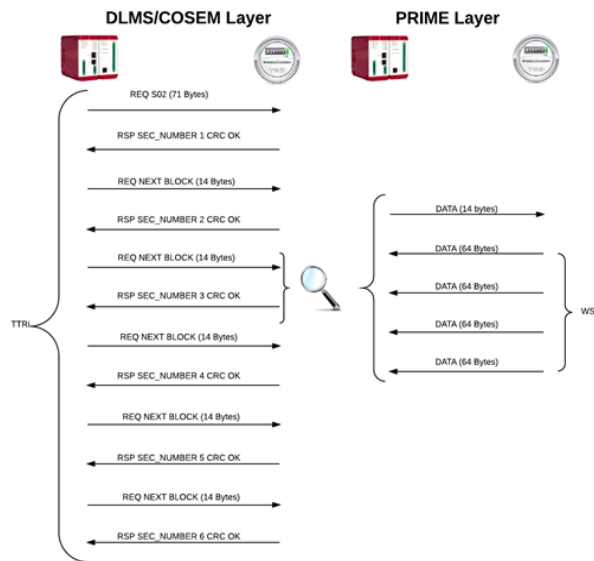 DLMS/COSEM Layer
PRIME Layer
REQ S02 (71 Bytes)
RSP SEC_NUMBER 1 CRC OK
REQ NEXT BLOCK (14 Bytes)
RSP SEC_NUMBER 2 CRC OK
REQ NEXT BLOCK (14 Bytes)
RSP SEC_NUMBER 3 CRC OK
REQ NEXT BLOCK (14 Bytes)
RSP SEC_NUMBER 4 CRC OK
REQ NEXT BLOCK (14 Bytes)
RSP SEC_NUMBER 5 CRC OK
REQ NEXT BLOCK (14 Bytes)
RSP SEC_NUMBER 6 CRC OK
TTRi
DATA (14 bytes)
DATA (64 Bytes)
DATA (64 Bytes)
DATA (64 Bytes)
DATA (64 Bytes)
WS